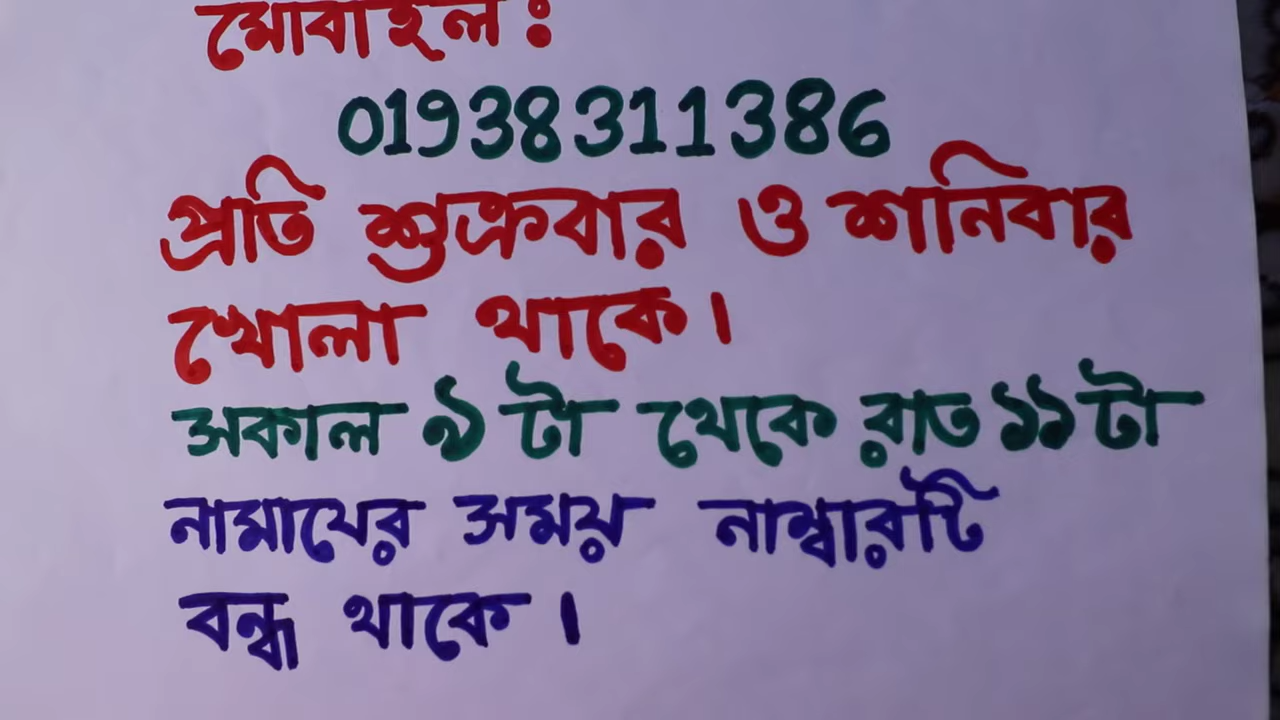 মোবাইল:
01938311386
প্রতি শুক্রবার ও শনিবার
খোলা থাকে।
সকাল ৯ টা থেকে রাত ১১ টা
নামাযের সময় নাম্বারটি
বন্ধ থাকে।